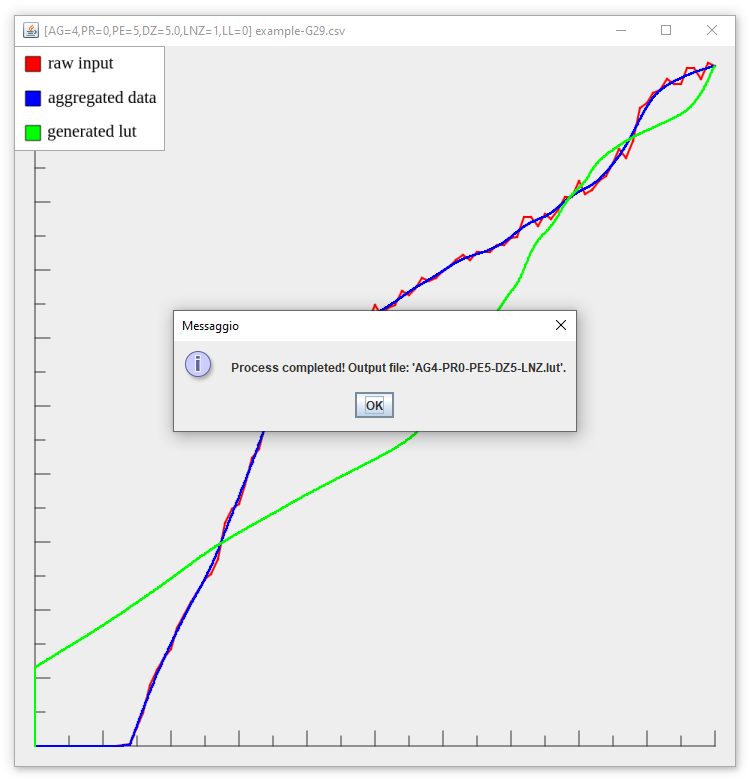 [AG=4,PR=0,PE=5,DZ=5.0,LNZ=1,LL=0] example-G29.csv
raw input
aggregated data
generated lut
Messaggio
Process completed! Output file: 'AG4-PR0-PE5-DZ5-LNZ.lut'.
OK